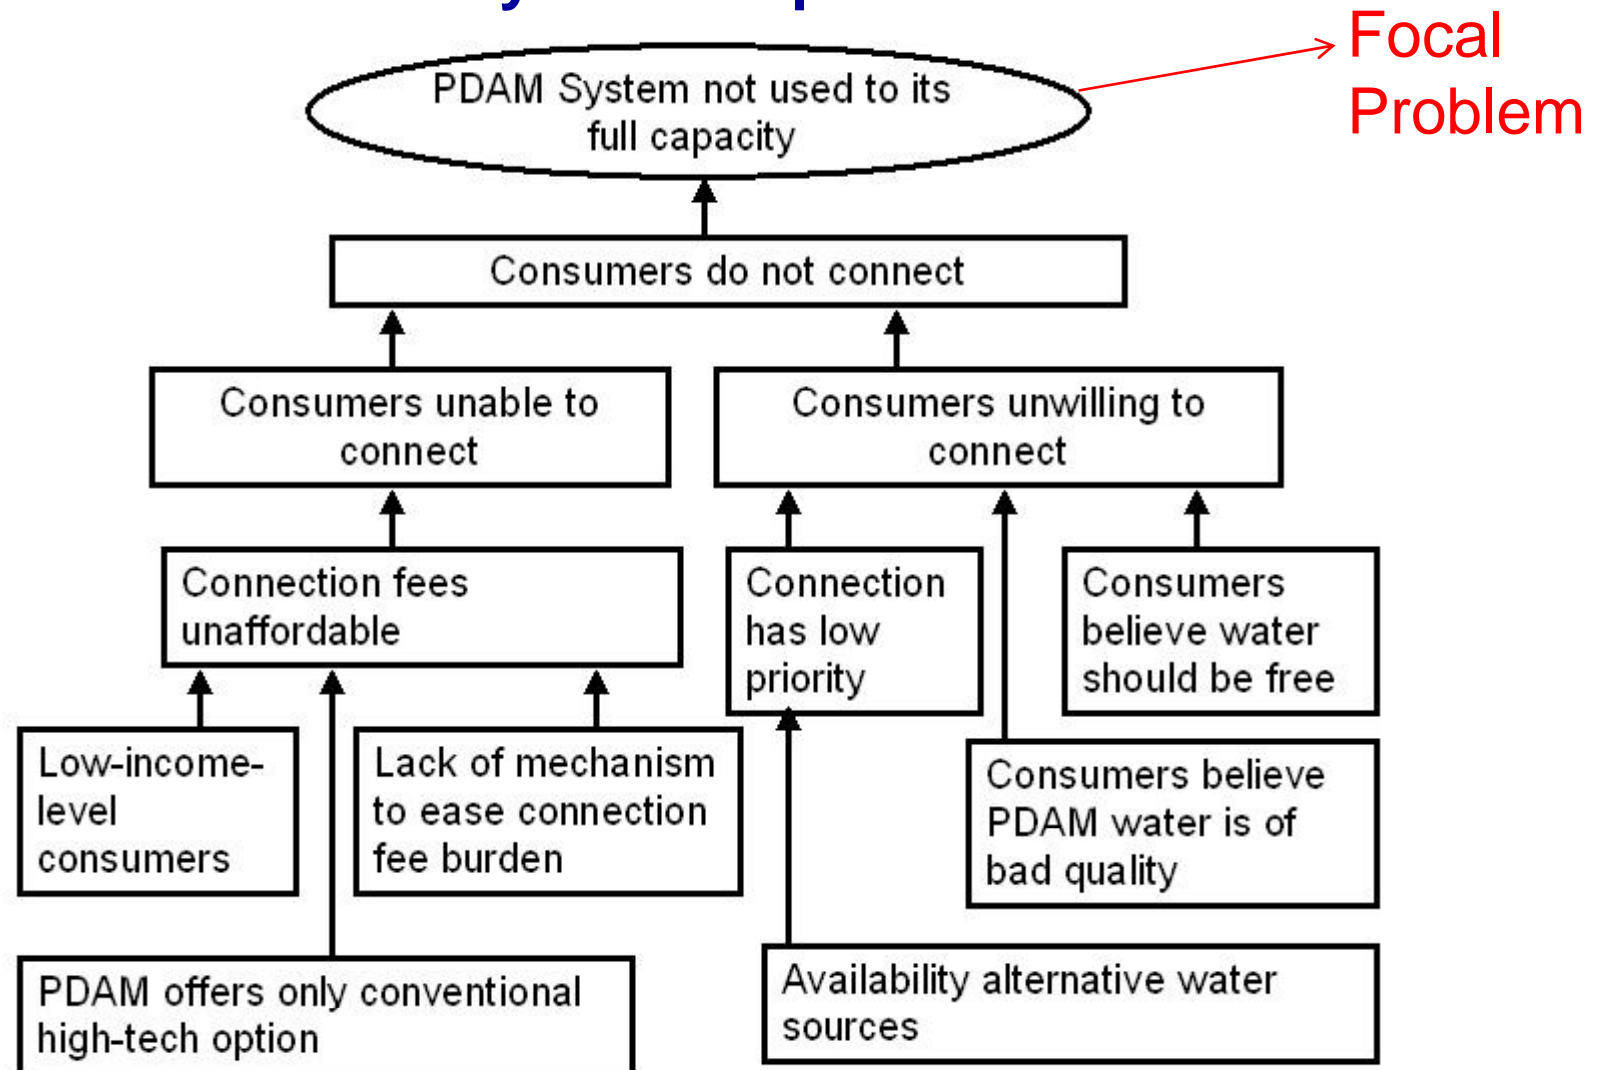 Focal
Problem
PDAM System not used to its
full capacity
Consumers do not connect
Consumers unable to
connect
Consumers unwilling to
connect
Connection fees
unaffordable
Connection
has low
priority
Consumers
believe water
should be free
Low-income-
level
consumers
Lack of mechanism
to ease connection
fee burden
Consumers believe
PDAM water is of
bad quality
PDAM offers only conventional
high-tech option
Availability alternative water
sources